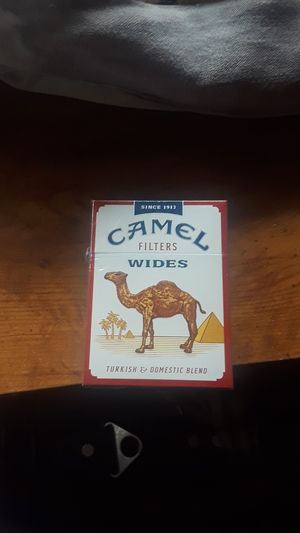 SINCE 1913
CAMEL
FILTERS
WIDES
TURKISH & DOMESTIC BLEND